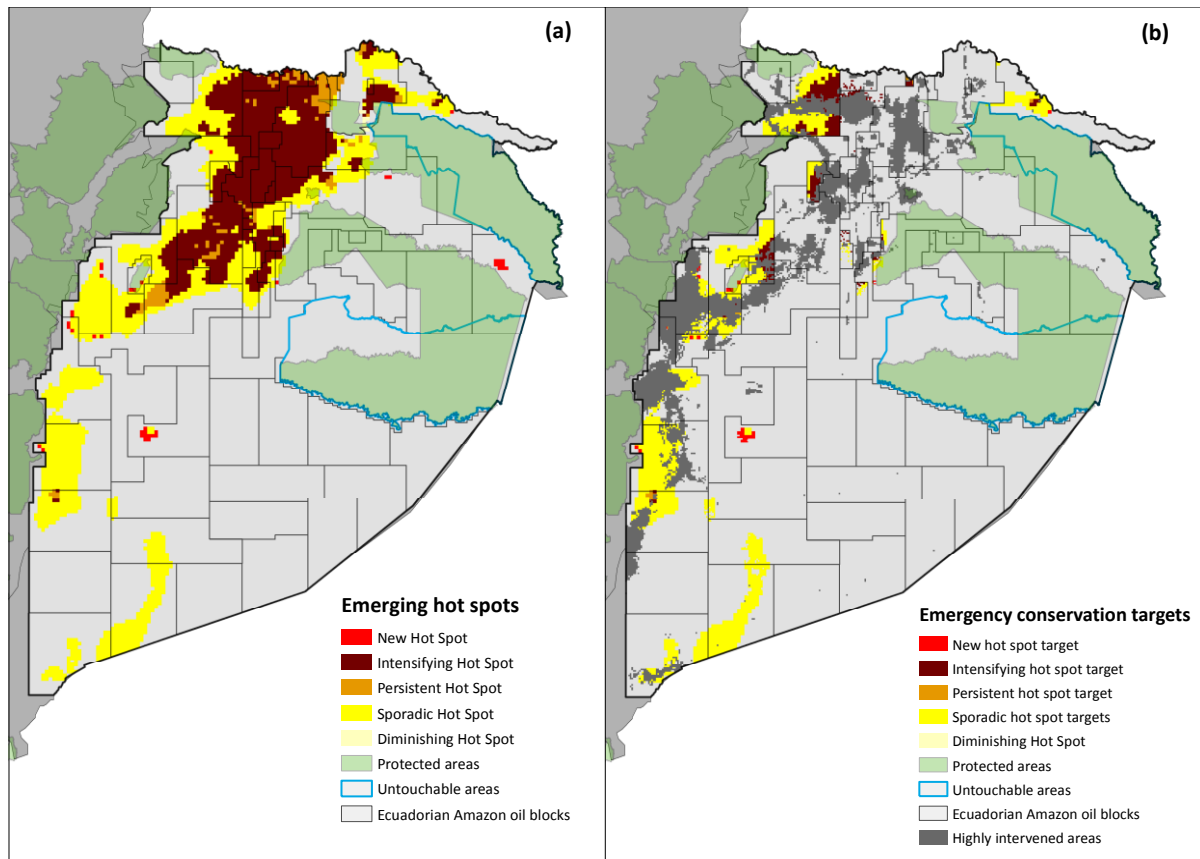 (a)
Emerging hot spots
New Hot Spot
Intensifying Hot Spot
Persistent Hot Spot
Sporadic Hot Spot
Diminishing Hot Spot
Protected areas
Untouchable areas
Ecuadorian Amazon oil blocks
(b)
Emergency conservation targets
New hot spot target
Intensifying hot spot target
Persistent hot spot target
Sporadic hot spot targets
Diminishing Hot Spot
Protected areas
Untouchable areas
Ecuadorian Amazon oil blocks
Highly intervened areas